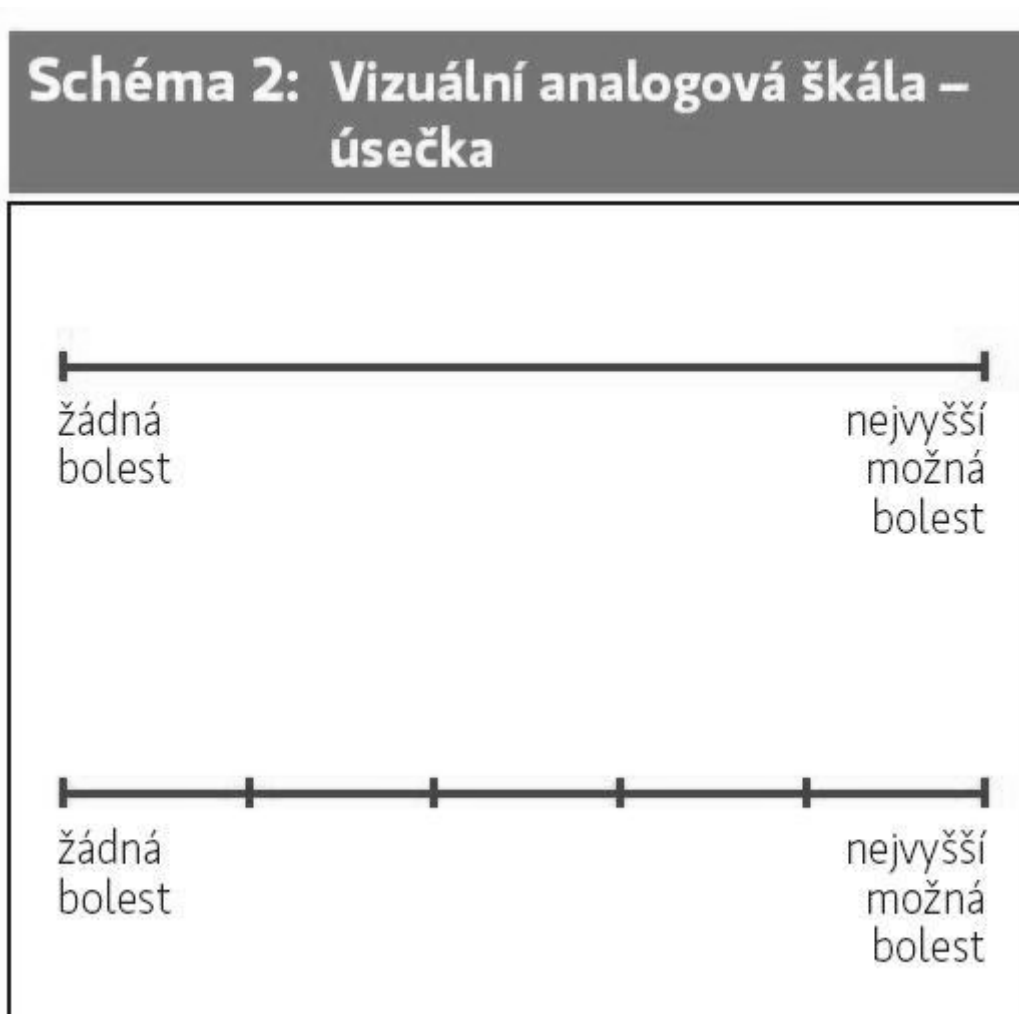 Schéma 2: Vizuální analogová škála –
úsečka
žádná
bolest
nejvyšší
možná
bolest
žádná
bolest
nejvyšší
možná
bolest